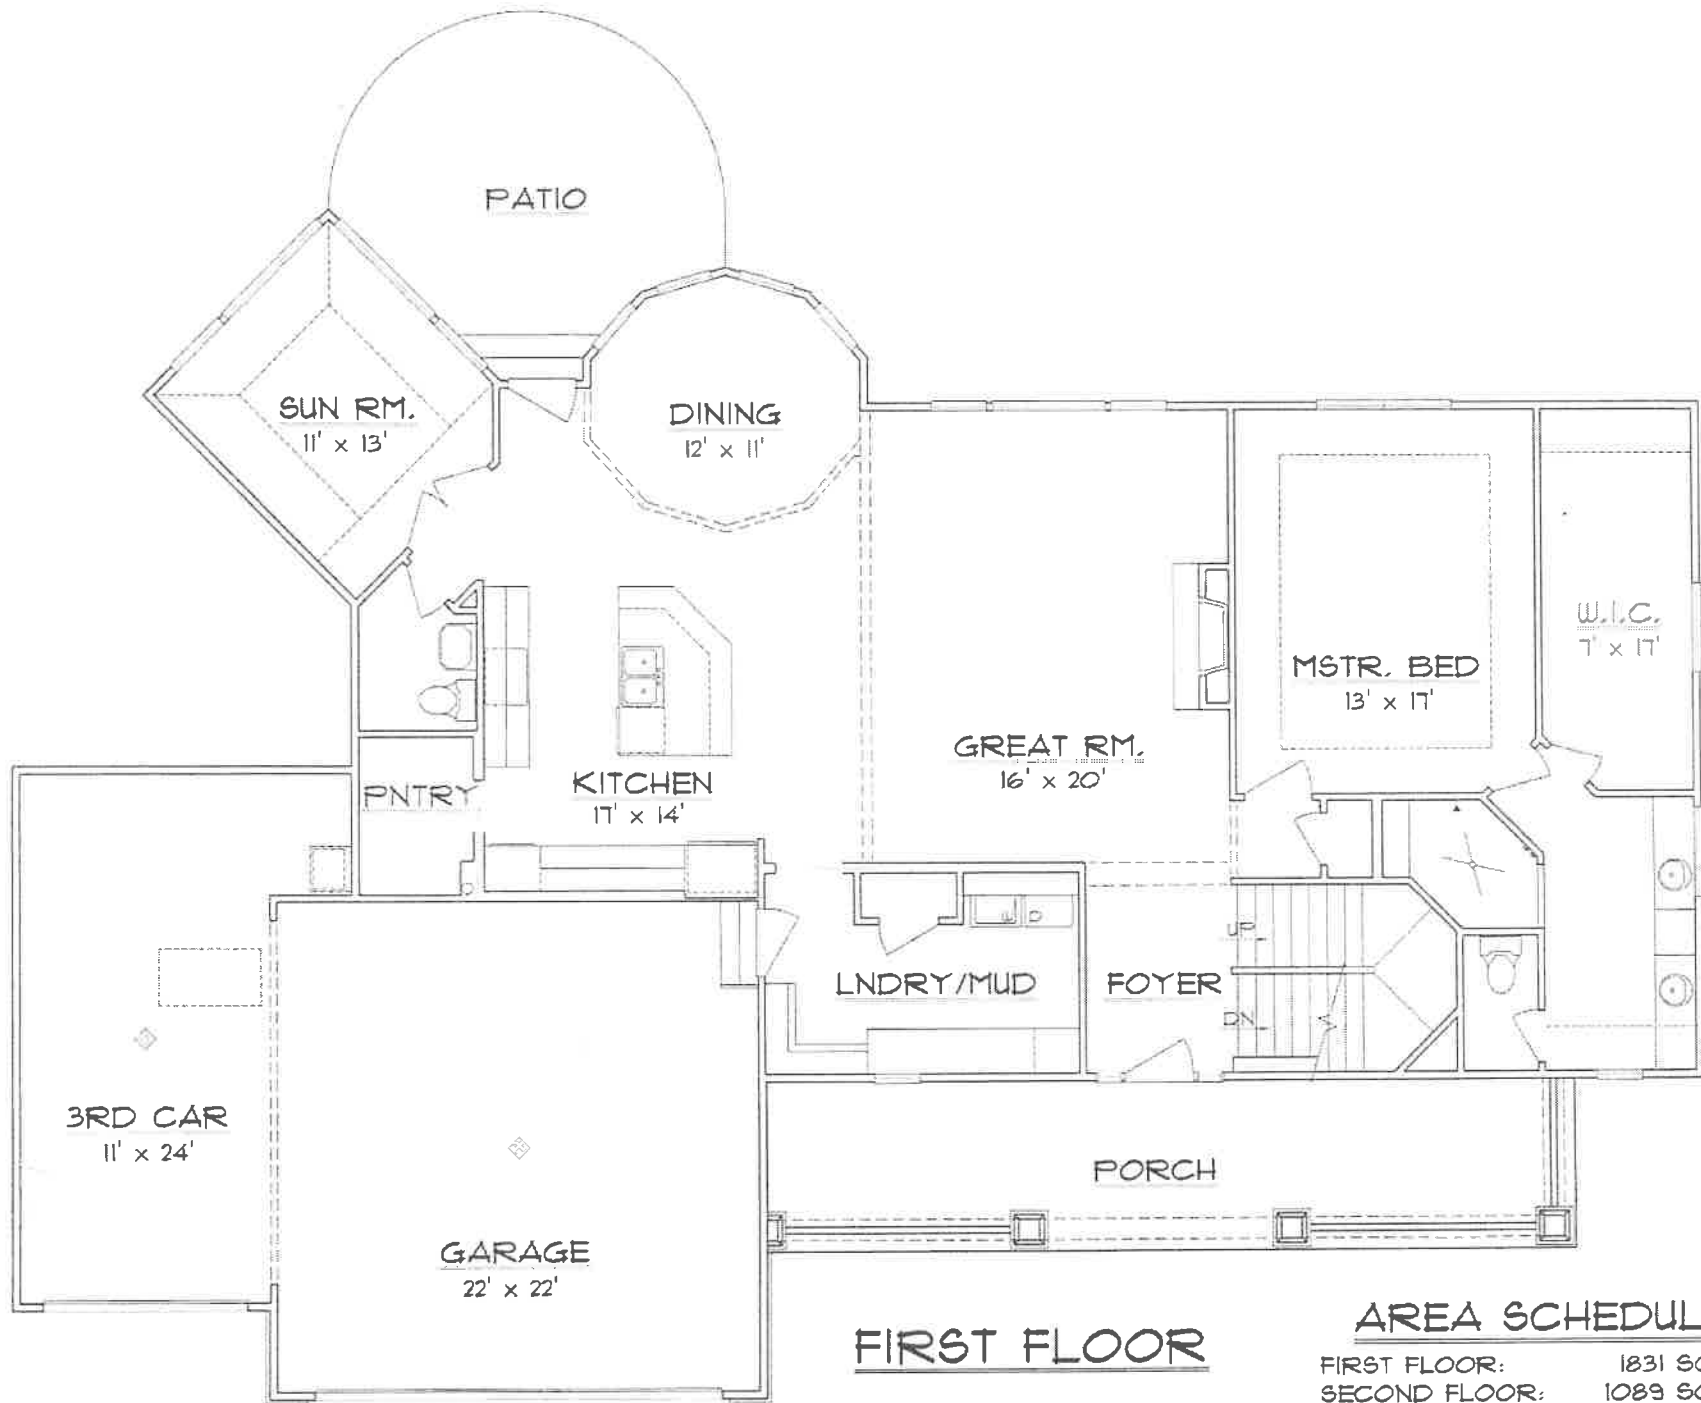 PATIO
SUN RM.
11' x 13'
DINING
12' x 11'
W.I.C.
7' x 17'
MSTR. BED
13' x 17'
GREAT RM.
16' x 20'
KITCHEN
17' x 14'
PNTRY
UP
LNDRY/MUD
FOYER
DN
3RD CAR
11' x 24'
PORCH
GARAGE
22' x 22'
FIRST FLOOR
AREA SCHEDUL
FIRST FLOOR: 1831 SQ
SECOND FLOOR: 1089 SQ